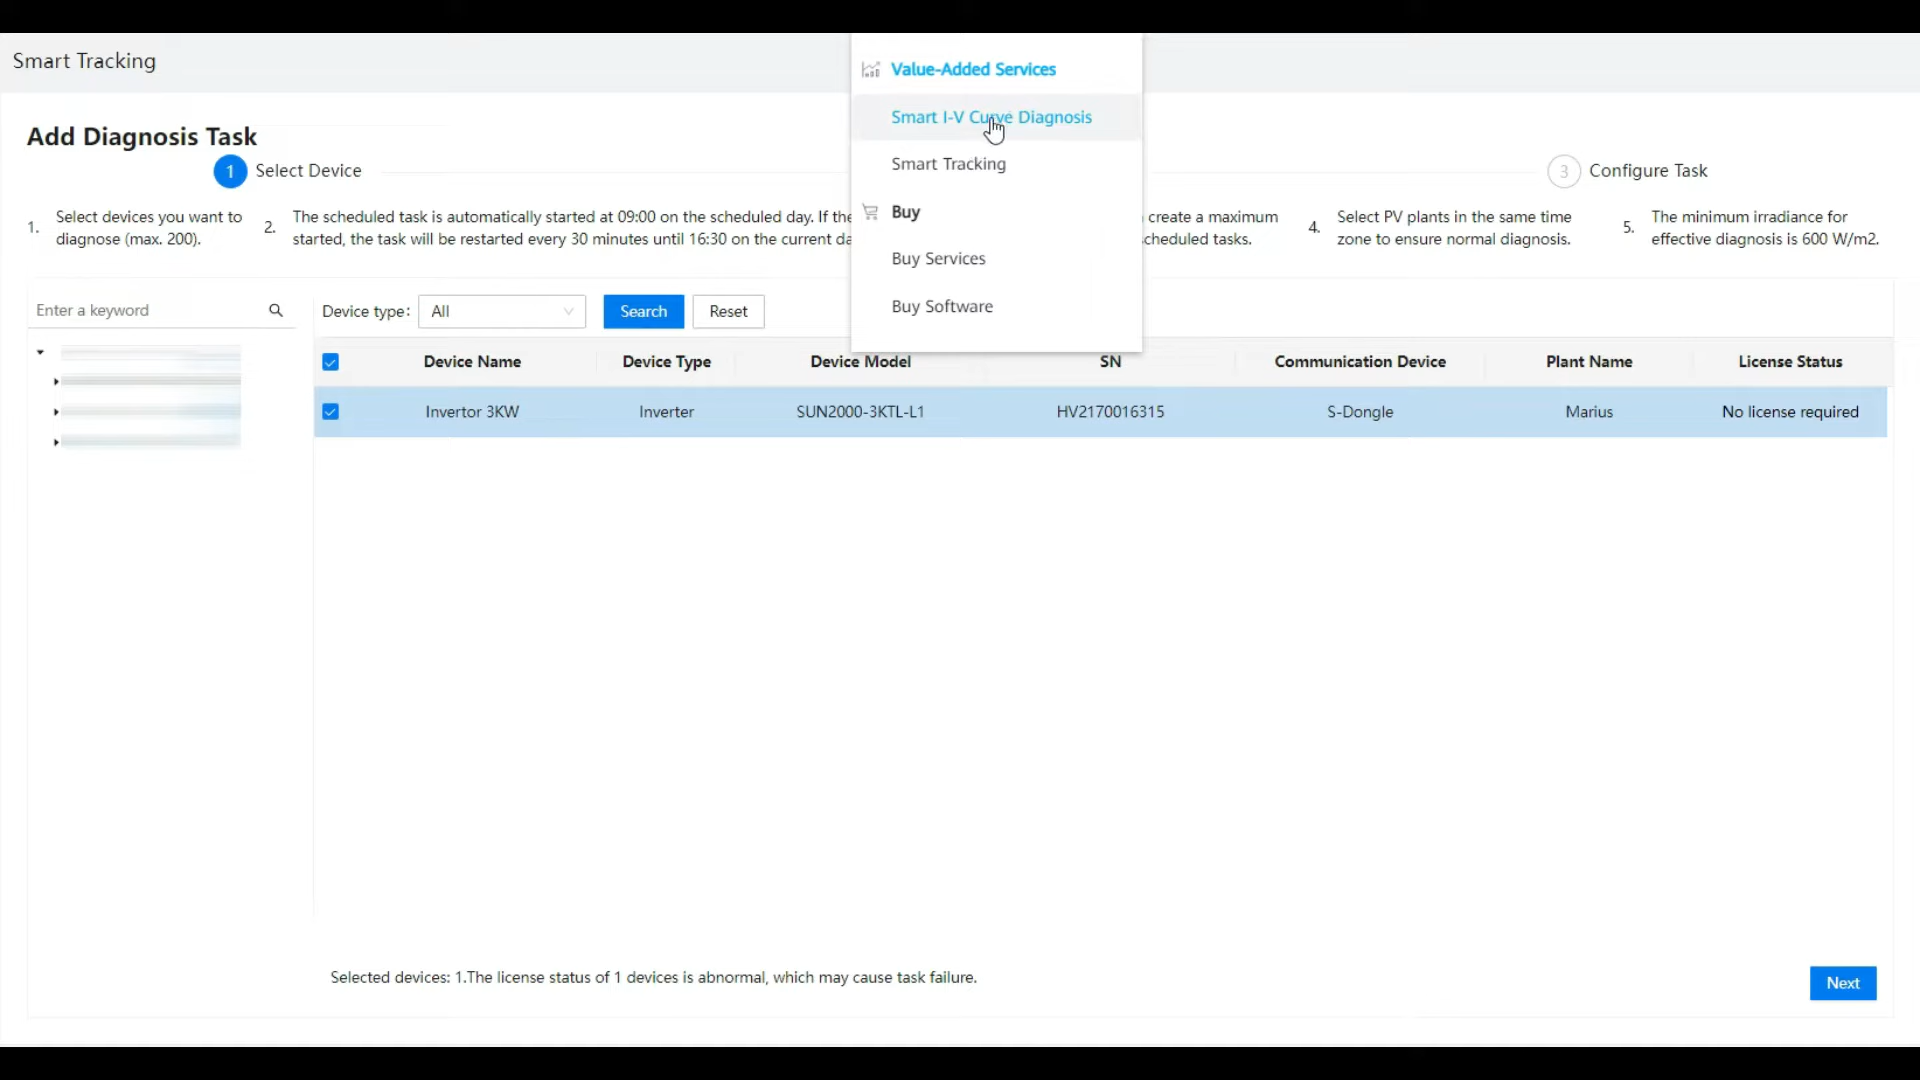 Smart Tracking
Value-Added Services
Smart I-V Curve Diagnosis
Smart Tracking
Buy
Buy Services
Buy Software
Add Diagnosis Task
1 Select Device
3 Configure Task
1. Select devices you want to
diagnose (max. 200).
2. The scheduled task is automatically started at 09:00 on the scheduled day. If the
started, the task will be restarted every 30 minutes until 16:30 on the current da
create a maximum
cheduled tasks.
4. Select PV plants in the same time
zone to ensure normal diagnosis.
5. The minimum irradiance for
effective diagnosis is 600 W/m2.
Enter a keyword
Device type: All Search Reset
Device Name Device Type Device Model SN Communication Device Plant Name License Status
Invertor 3KW Inverter SUN2000-3KTL-L1 HV2170016315 S-Dongle Marius No license required
Selected devices: 1.The license status of 1 devices is abnormal, which may cause task failure.
Next